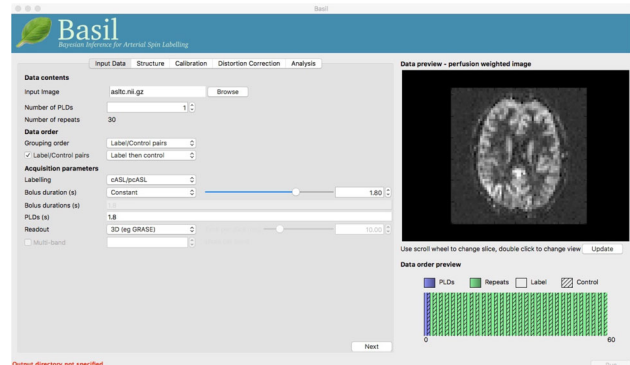 Basil
Basil
Bayesian Inference for Arterial Spin Labelling
Input Data Structure Calibration Distortion Correction Analysis
Data contents
Input Image asltc.nii.gz Browse
Number of PLDs 1
Number of repeats 30
Data order
Grouping order Label/Control pairs
Label/Control pairs Label then control
Acquisition parameters
Labelling cASL/pcASL
Bolus duration (s) Constant 1.80
Bolus durations (s)
PLDs (s) 1.8
Readout 3D (eg GRASE) 10.00
Multi-band
Next
Output directory not specified
Data preview - perfusion weighted image
Use scroll wheel to change slice, double click to change view Update
Data order preview
PLDs Repeats Label Control
0 60